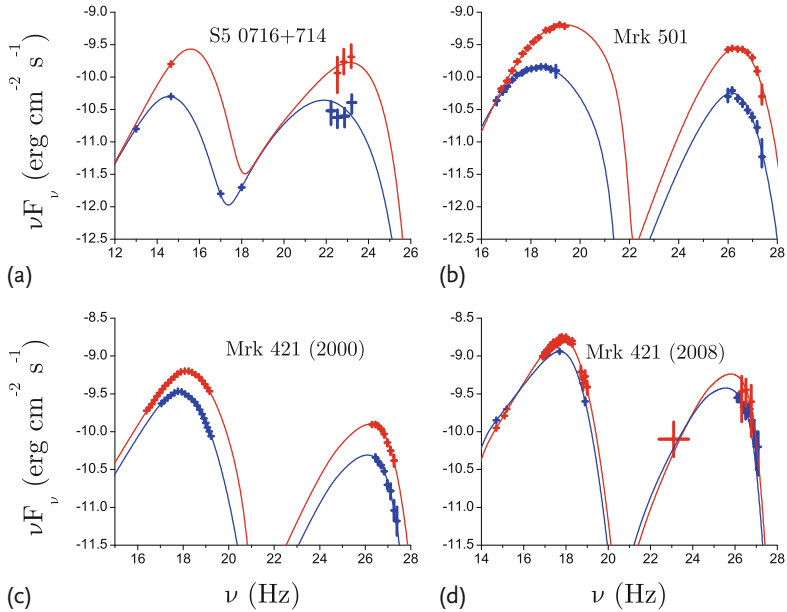 S5 0716+714
-9.0
-9.5
-10.0
-10.5
-11.0
-11.5
-12.0
-12.5
12 14 16 18 20 22 24 26
(a)
Mrk 501
-9.0
-9.5
-10.0
-10.5
-11.0
-11.5
-12.0
-12.5
16 18 20 22 24 26 28
(b)
νFν (erg cm⁻² s⁻¹)
Mrk 421 (2000)
-8.5
-9.0
-9.5
-10.0
-10.5
-11.0
-11.5
16 18 20 22 24 26 28
ν (Hz)
(c)
Mrk 421 (2008)
-8.0
-8.5
-9.0
-9.5
-10.0
-10.5
-11.0
-11.5
14 16 18 20 22 24 26 28
ν (Hz)
(d)
νFν (erg cm⁻² s⁻¹)